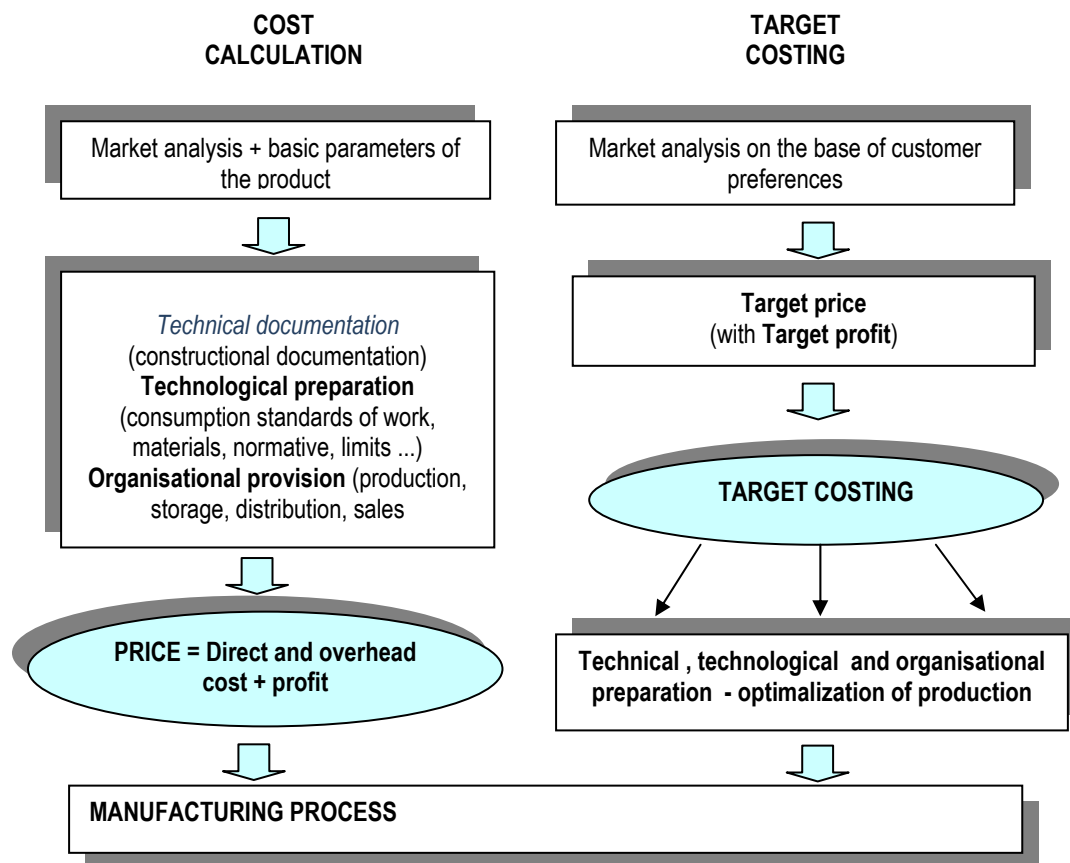 COST
CALCULATION
Market analysis + basic parameters of
the product
Technical documentation
(constructional documentation)
Technological preparation
(consumption standards of work,
materials, normative, limits ...)
Organisational provision (production,
storage, distribution, sales
PRICE = Direct and overhead
cost + profit
TARGET
COSTING
Market analysis on the base of customer
preferences
Target price
(with Target profit)
TARGET COSTING
Technical , technological and organisational
preparation - optimalization of production
MANUFACTURING PROCESS